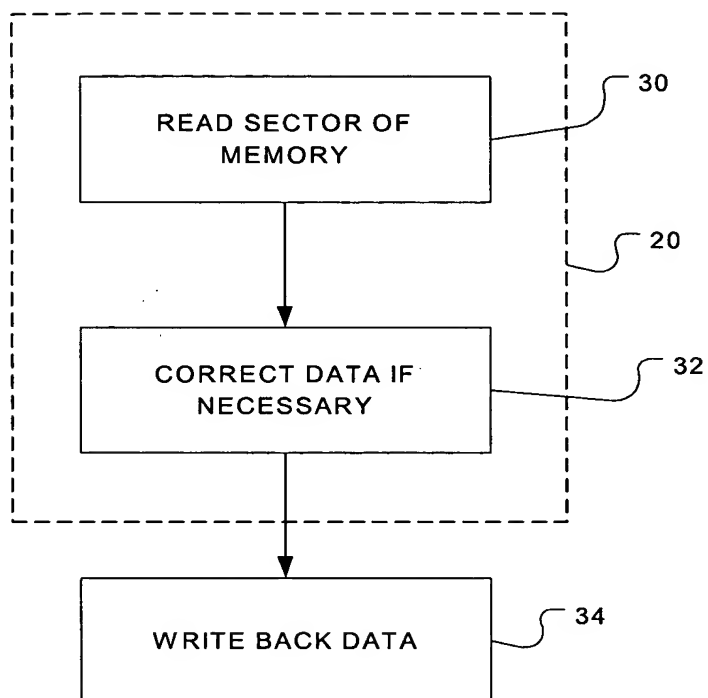 READ SECTOR OF
MEMORY
30
20
CORRECT DATA IF
NECESSARY
32
WRITE BACK DATA
34